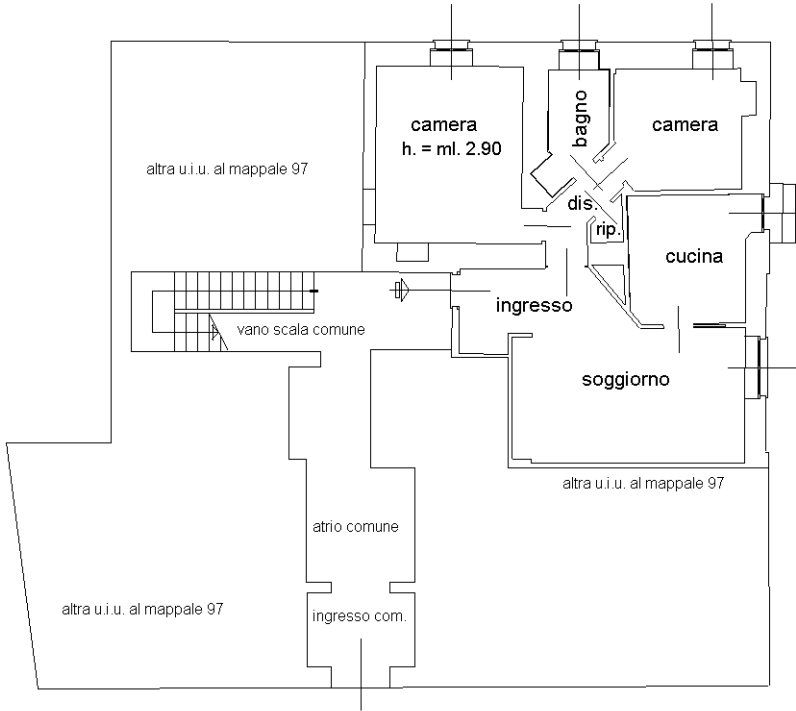 camera
h. = ml. 2.90
bagno
camera
altra u.i.u. al mappale 97
dis.
rip.
cucina
ingresso
vano scala comune
soggiorno
altra u.i.u. al mappale 97
atrio comune
altra u.i.u. al mappale 97
ingresso com.